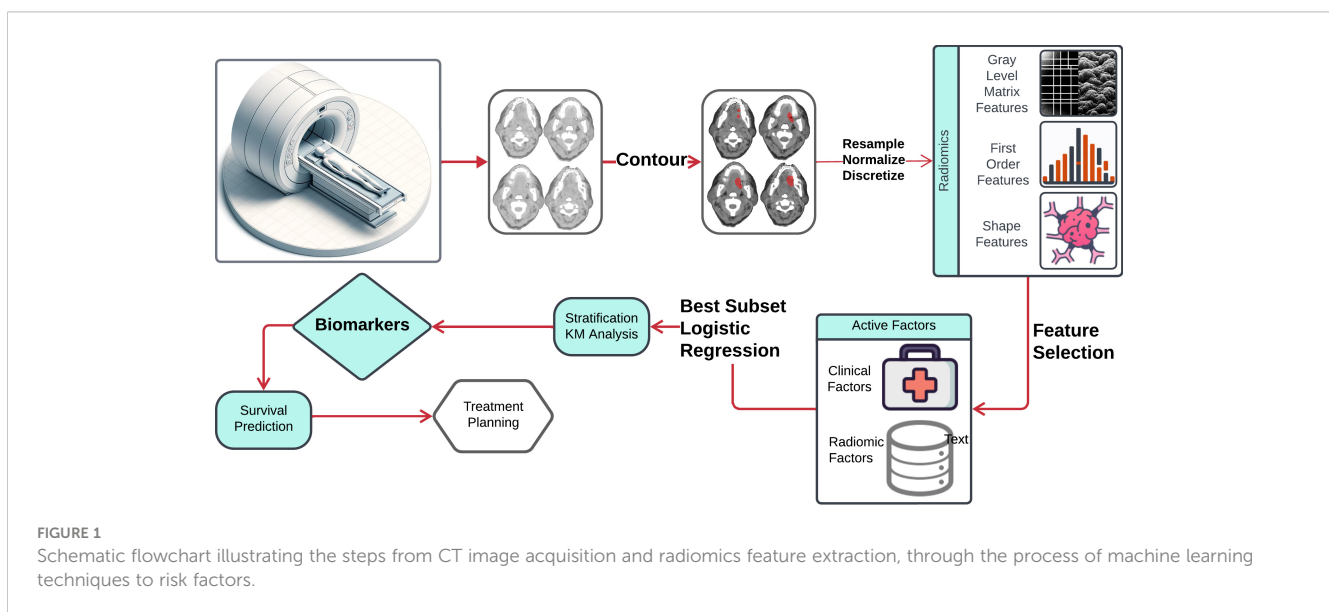 Contour
Resample
Normalize
Discretize
Radiomics
Gray
Level
Matrix
Features
First
Order
Features
Shape
Features
Feature
Selection
Active Factors
Clinical
Factors
Radiomic
Factors
Text
Best Subset
Logistic
Regression
Stratification
KM Analysis
Biomarkers
Survival
Prediction
Treatment
Planning
FIGURE 1
Schematic flowchart illustrating the steps from CT image acquisition and radiomics feature extraction, through the process of machine learning
techniques to risk factors.